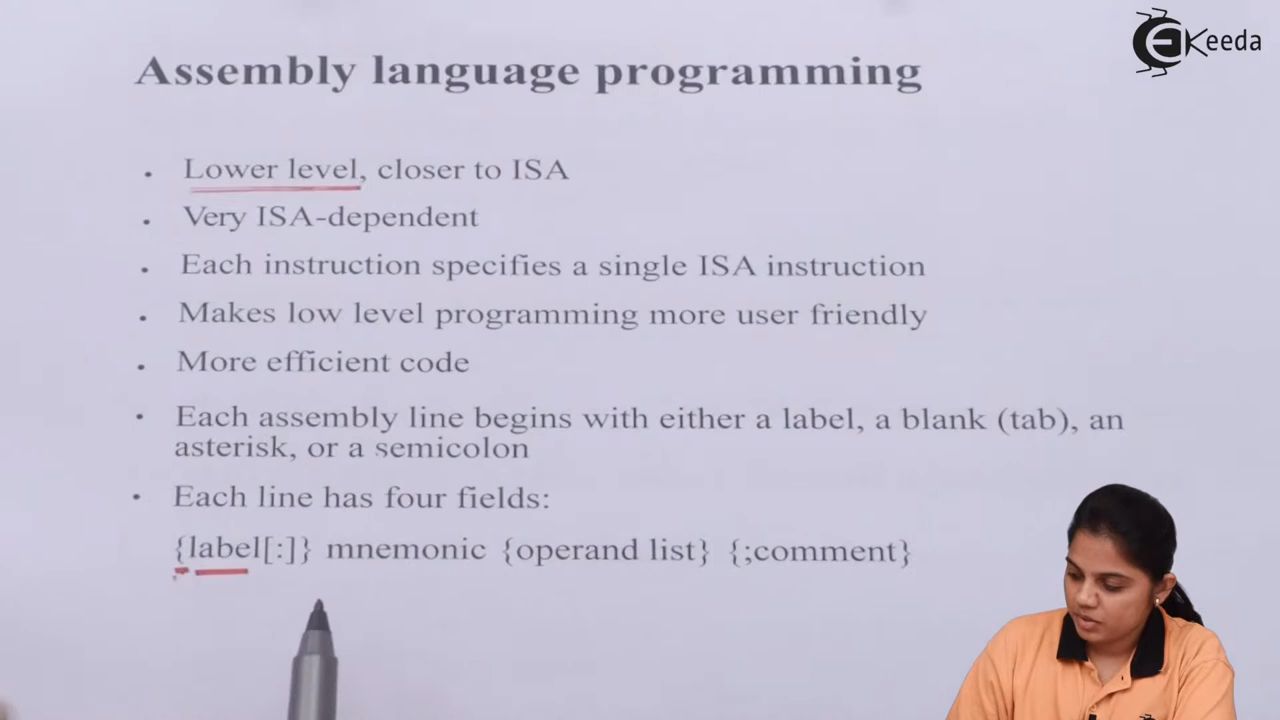 EKeeda
Assembly language programming
. Lower level, closer to ISA
. Very ISA-dependent
. Each instruction specifies a single ISA instruction
. Makes low level programming more user friendly
. More efficient code
• Each assembly line begins with either a label, a blank (tab), an
asterisk, or a semicolon
• Each line has four fields:
{label[:]} mnemonic {operand list} {;comment}